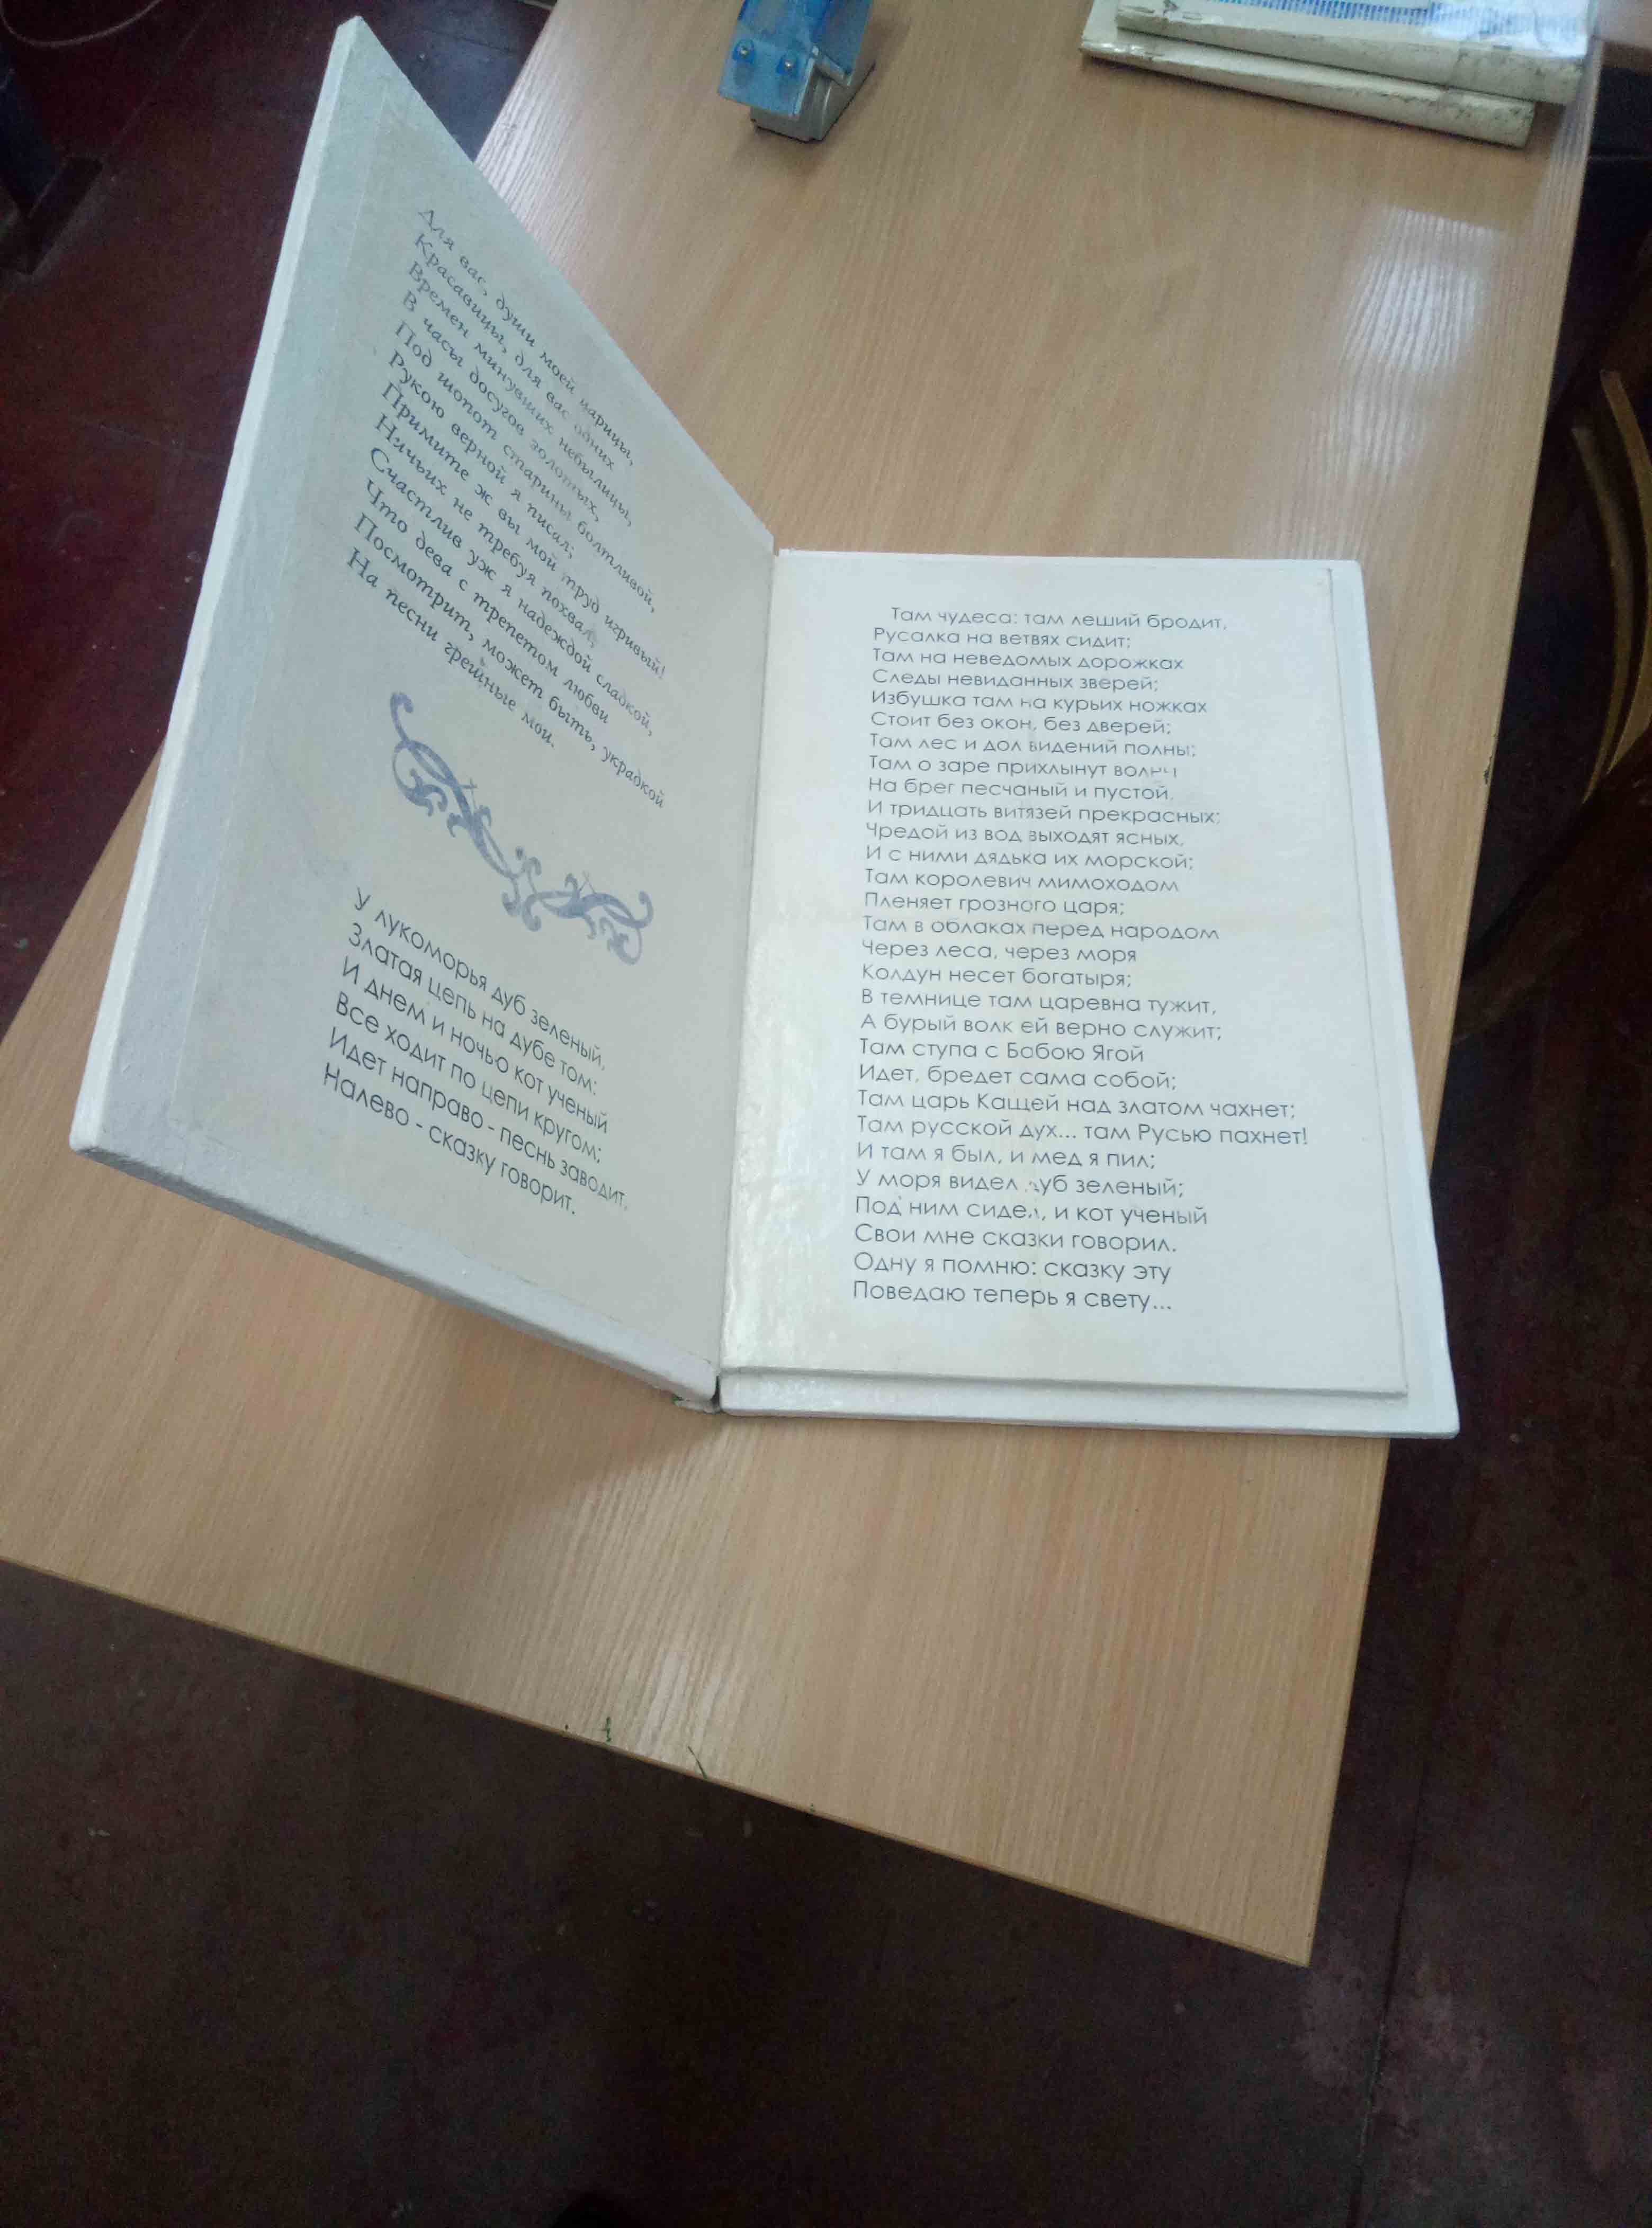 Для вас, души моей царицы,
Красавицы, для вас одних
Времен минувших небылицы,
В часы досугов золотых,
Под шопот старины болтливой,
Рукою верной я писал;
Примите ж вы мой труд игривый!
Ничьих не требуя похвал,
Счастлив уж я надеждой сладкой,
Что дева с трепетом любви
Посмотрит, может быть, украдкой
На песни грешные мои.
У лукоморья дуб зеленый,
Златая цепь на дубе том:
И днем и ночью кот ученый
Все ходит по цепи кругом;
Идет направо - песнь заводит,
Налево - сказку говорит.
Там чудеса: там леший бродит,
Русалка на ветвях сидит;
Там на неведомых дорожках
Следы невиданных зверей;
Избушка там на курьих ножках
Стоит без окон, без дверей;
Там лес и дол видений полны;
Там о заре прихлынут волны
На брег песчаный и пустой,
И тридцать витязей прекрасных;
Чредой из вод выходят ясных,
И с ними дядька их морской;
Там королевич мимоходом
Пленяет грозного царя;
Там в облаках перед народом
Через леса, через моря
Колдун несет богатыря;
В темнице там царевна тужит,
А бурый волк ей верно служит;
Там ступа с Бабою Ягой
Идет, бредет сама собой;
Там царь Кащей над златом чахнет;
Там русской дух... там Русью пахнет!
И там я был, и мед я пил;
У моря видел дуб зеленый;
Под ним сидел, и кот ученый
Свои мне сказки говорил.
Одну я помню: сказку эту
Поведаю теперь я свету...